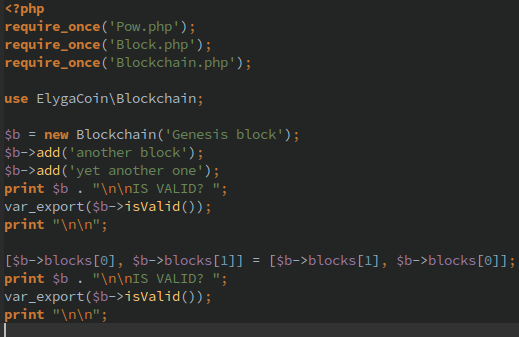 <?php
require_once('Pow.php');
require_once('Block.php');
require_once('Blockchain.php');
use ElygaCoin\Blockchain;
$b = new Blockchain('Genesis block');
$b->add('another block');
$b->add('yet another one');
print $b . "\n\nIS VALID? ";
var_export($b->isValid());
print "\n\n";
[$b->blocks[0], $b->blocks[1]] = [$b->blocks[1], $b->blocks[0]];
print $b . "\n\nIS VALID? ";
var_export($b->isValid());
print "\n\n";